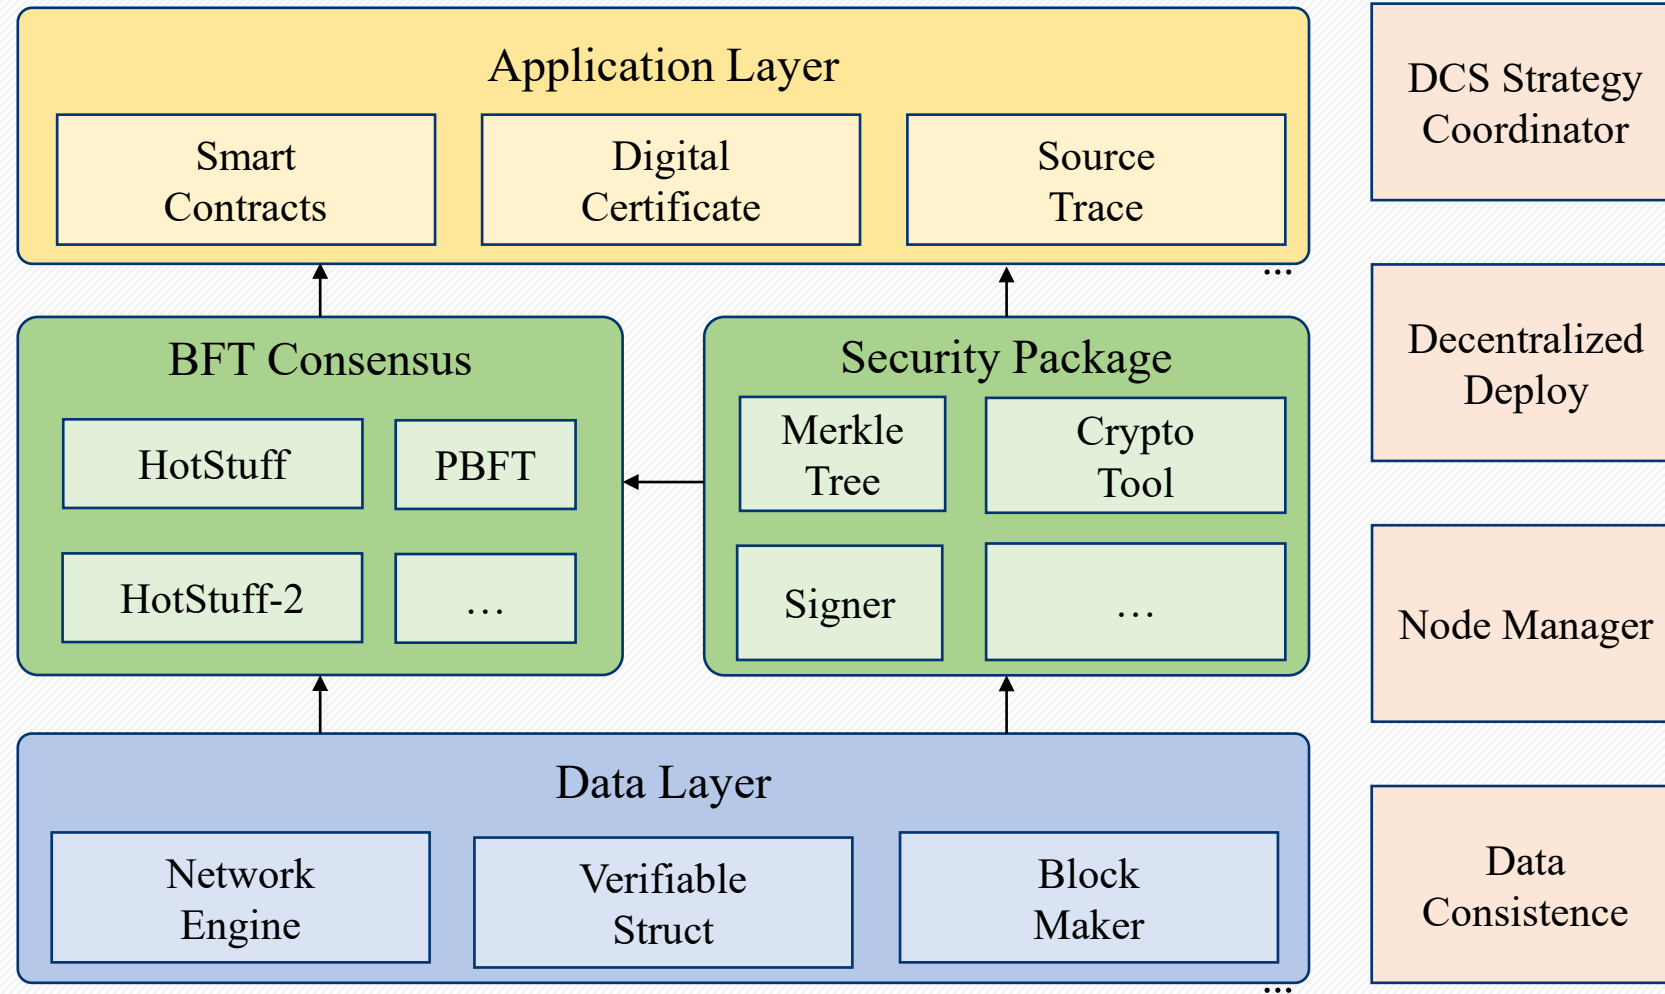 Application Layer
Smart
Contracts
Digital
Certificate
Source
Trace
...
BFT Consensus
HotStuff
PBFT
HotStuff-2
...
Security Package
Merkle
Tree
Crypto
Tool
Signer
...
Data Layer
Network
Engine
Verifiable
Struct
Block
Maker
...
DCS Strategy
Coordinator
Decentralized
Deploy
Node Manager
Data
Consistence